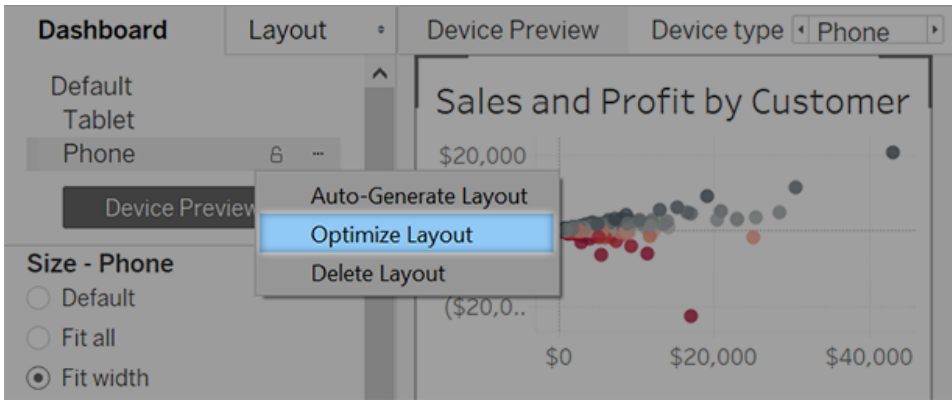 Dashboard
Layout
Device Preview
Device type
Phone
Default
Tablet
Phone
Device Preview
Auto-Generate Layout
Optimize Layout
Delete Layout
Size - Phone
Default
Fit all
Fit width
Sales and Profit by Customer
$20,000
($20,0..
$0
$20,000
$40,000